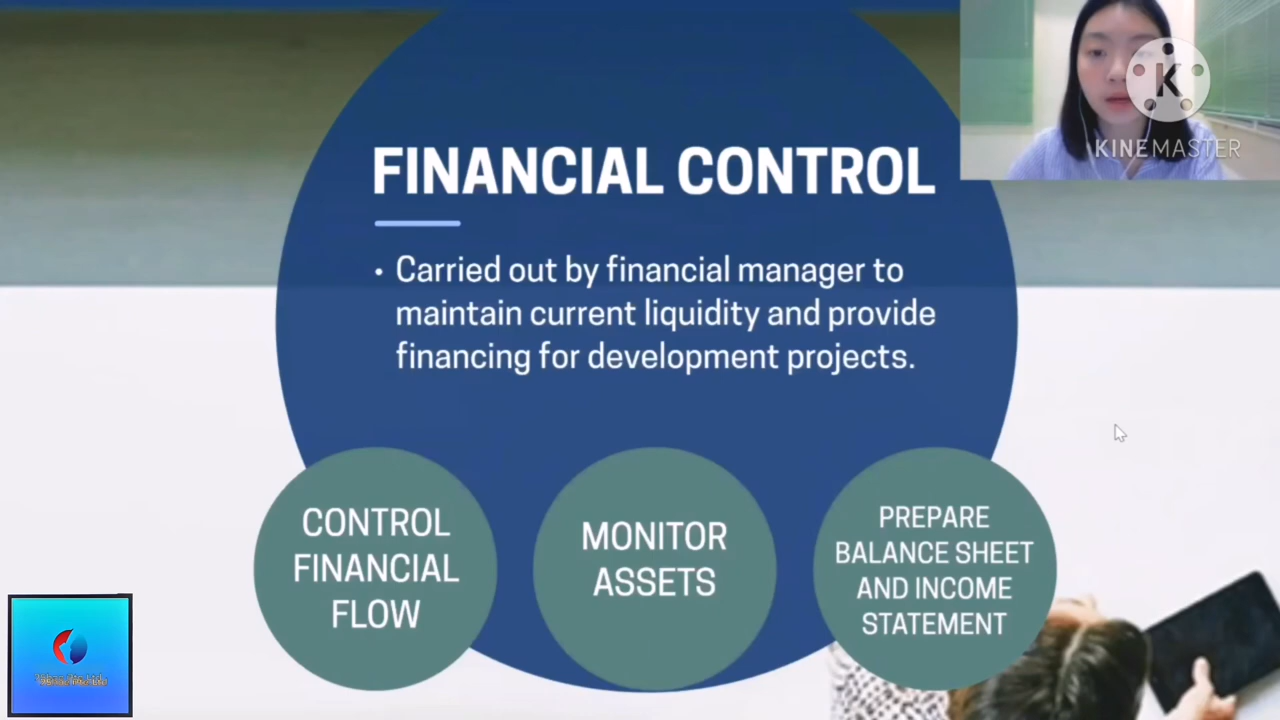 FINANCIAL CONTROL
• Carried out by financial manager to
maintain current liquidity and provide
financing for development projects.
CONTROL
FINANCIAL
FLOW
MONITOR
ASSETS
PREPARE
BALANCE SHEET
AND INCOME
STATEMENT
K
KINEMASTER